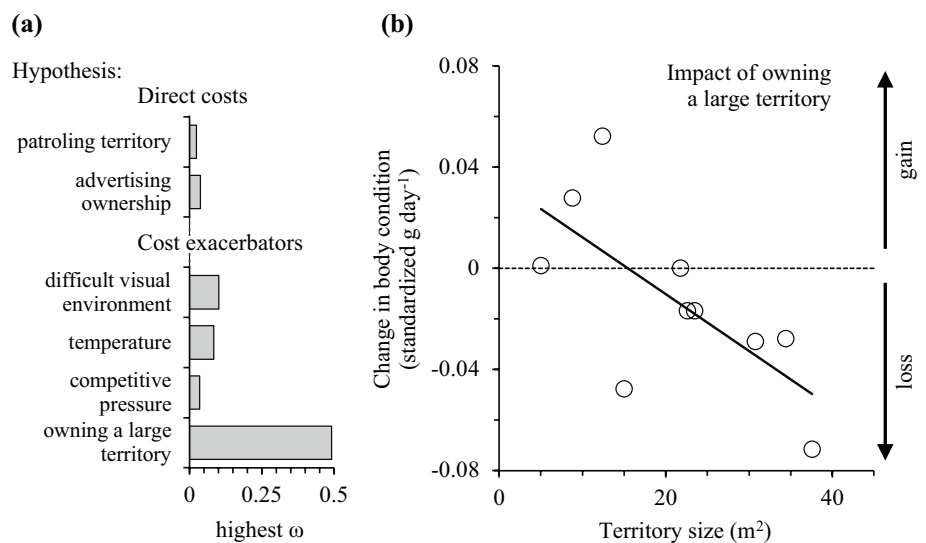 (a)
Hypothesis:
Direct costs
patroling territory
advertising
ownership
Cost exacerbators
difficult visual
environment
temperature
competitive
pressure
owning a large
territory
0
0.25
0.5
highest ω
(b)
0.08
0.04
0
-0.04
-0.08
Change in body condition
(standardized g day-1)
Impact of owning
a large territory
gain
loss
0
20
40
Territory size (m²)